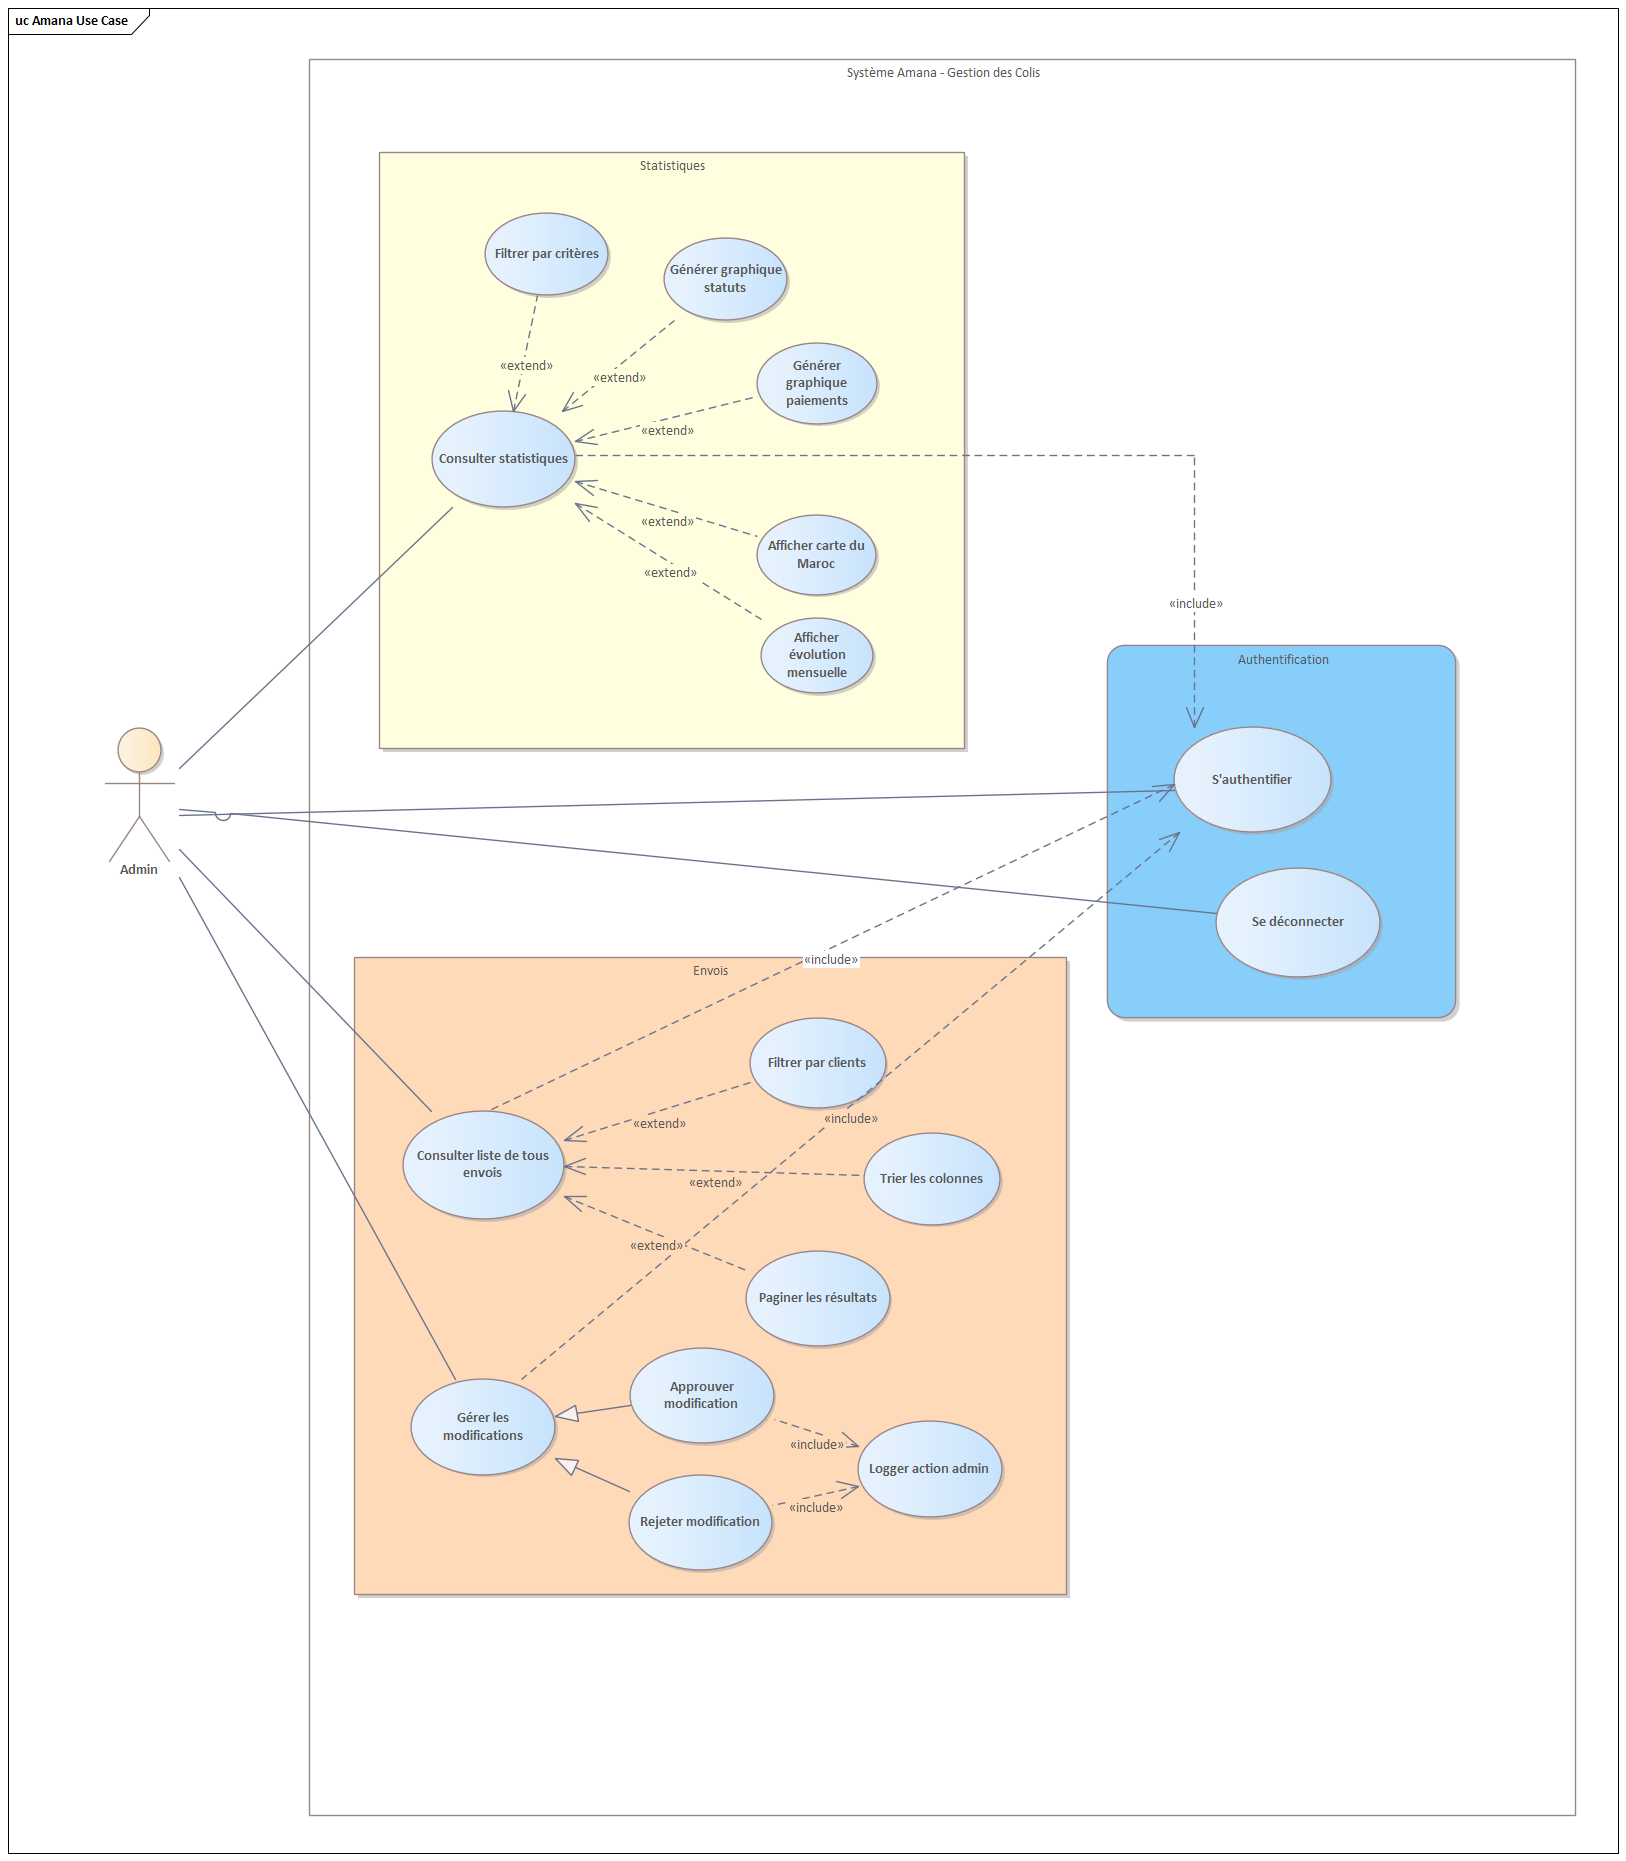 uc Amana Use Case
Système Amana - Gestion des Colis
Statistiques
Filtrer par critères
Générer graphique
statuts
Générer
graphique
paiements
«extend»
«extend»
«extend»
Consulter statistiques
«extend»
Afficher carte du
Maroc
«extend»
Afficher
évolution
mensuelle
«include»
Authentification
S'authentifier
Se déconnecter
Admin
«include»
Envois
Filtrer par clients
«include»
«extend»
Consulter liste de tous
envois
Trier les colonnes
«extend»
«extend»
Paginer les résultats
Approuver
modification
Gérer les
modifications
«include»
Logger action admin
«include»
Rejeter modification